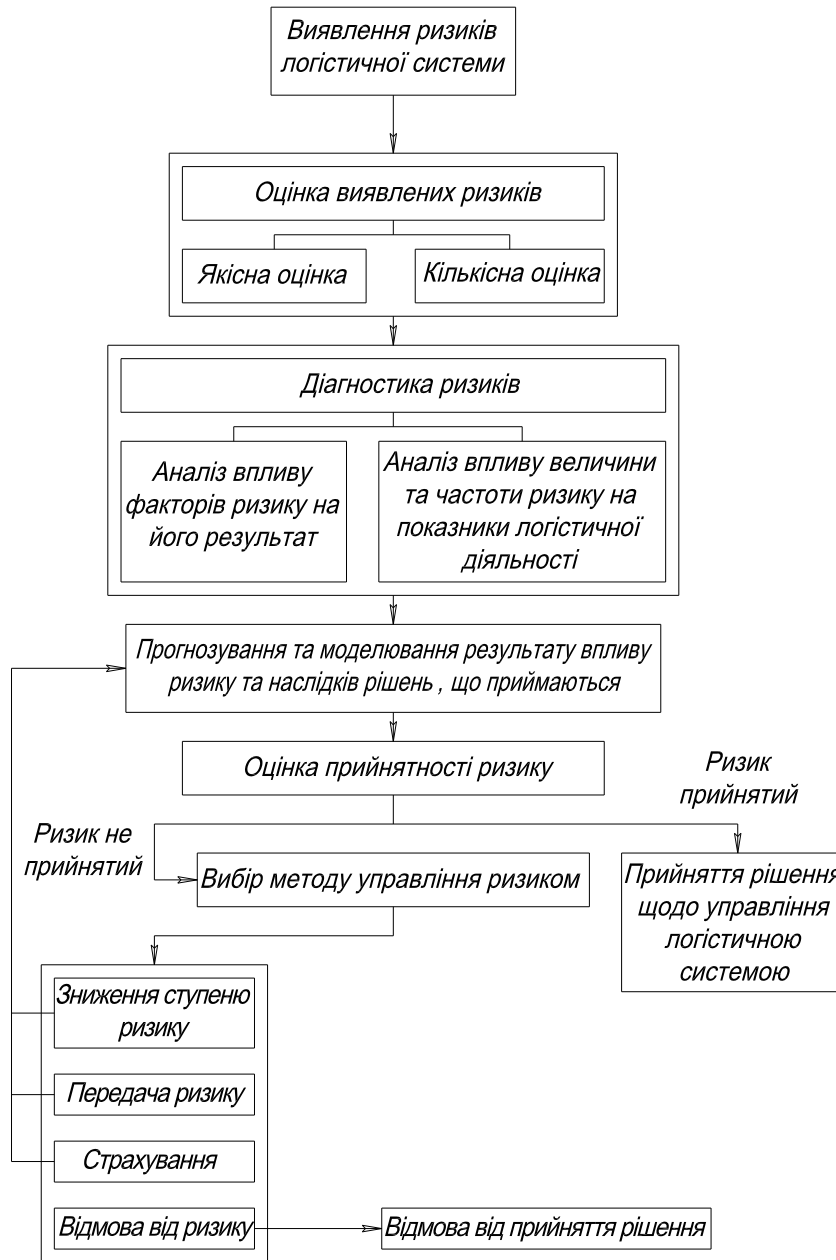 Виявлення ризиків
логістичної системи
Оцінка виявлених ризиків
Якісна оцінка
Кількісна оцінка
Діагностика ризиків
Аналіз впливу
факторів ризику на
його результат
Аналіз впливу величини
та частоти ризику на
показники логістичної
діяльності
Прогнозування та моделювання результату впливу
ризику та наслідків рішень , що приймаються
Оцінка прийнятності ризику
Ризик
прийнятий
Ризик не
прийнятий
Вибір методу управління ризиком
Прийняття рішення
щодо управління
логістичною
системою
Зниження ступеню
ризику
Передача ризику
Страхування
Відмова від ризику
Відмова від прийняття рішення